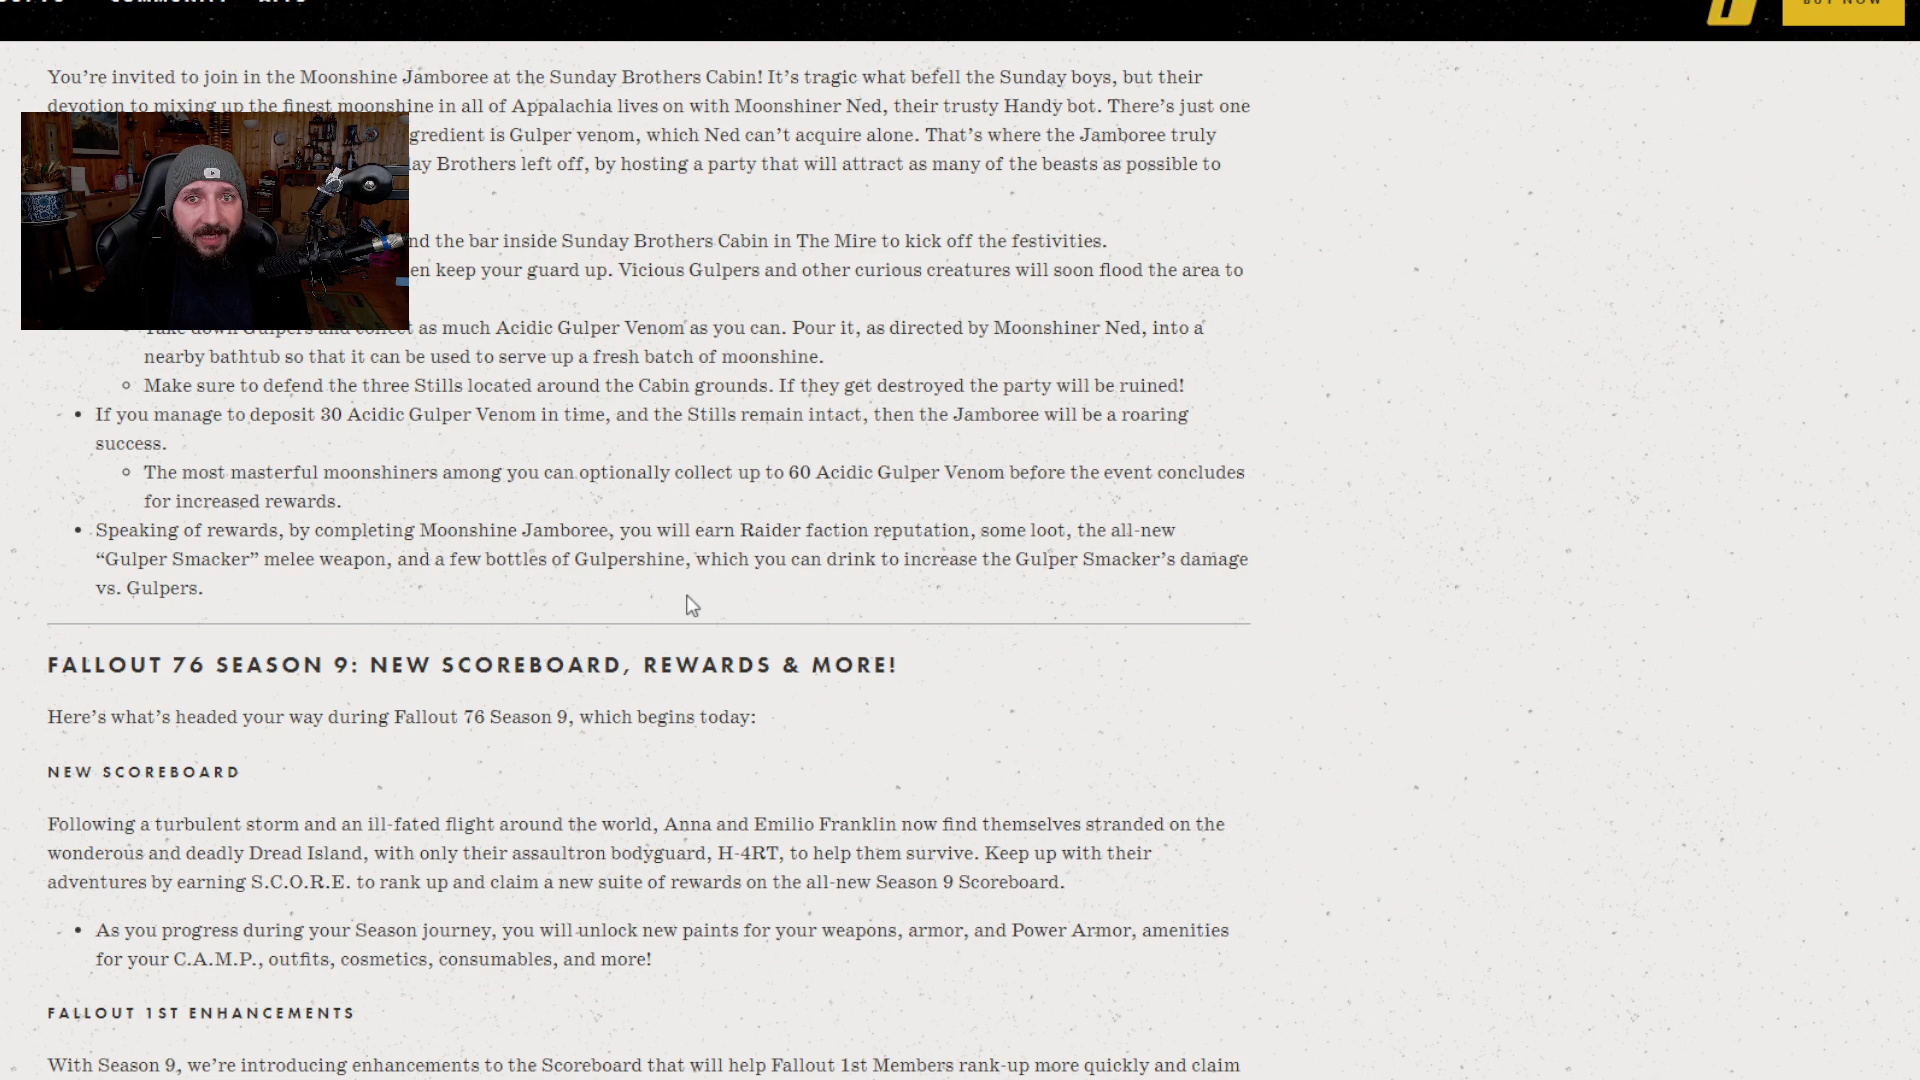 BUY NOW
You’re invited to join in the Moonshine Jamboree at the Sunday Brothers Cabin! It’s tragic what befell the Sunday boys, but their
devotion to mixing up the finest moonshine in all of Appalachia lives on with Moonshiner Ned, their trusty Handy bot. There’s just one
gredient is Gulper venom, which Ned can’t acquire alone. That’s where the Jamboree truly
ay Brothers left off, by hosting a party that will attract as many of the beasts as possible to
nd the bar inside Sunday Brothers Cabin in The Mire to kick off the festivities.
en keep your guard up. Vicious Gulpers and other curious creatures will soon flood the area to
Take down Gulpers and collect as much Acidic Gulper Venom as you can. Pour it, as directed by Moonshiner Ned, into a
nearby bathtub so that it can be used to serve up a fresh batch of moonshine.
Make sure to defend the three Stills located around the Cabin grounds. If they get destroyed the party will be ruined!
If you manage to deposit 30 Acidic Gulper Venom in time, and the Stills remain intact, then the Jamboree will be a roaring
success.
The most masterful moonshiners among you can optionally collect up to 60 Acidic Gulper Venom before the event concludes
for increased rewards.
Speaking of rewards, by completing Moonshine Jamboree, you will earn Raider faction reputation, some loot, the all-new
“Gulper Smacker” melee weapon, and a few bottles of Gulpershine, which you can drink to increase the Gulper Smacker’s damage
vs. Gulpers.
FALLOUT 76 SEASON 9: NEW SCOREBOARD, REWARDS & MORE!
Here’s what’s headed your way during Fallout 76 Season 9, which begins today:
NEW SCOREBOARD
Following a turbulent storm and an ill-fated flight around the world, Anna and Emilio Franklin now find themselves stranded on the
wonderous and deadly Dread Island, with only their assaultron bodyguard, H-4RT, to help them survive. Keep up with their
adventures by earning S.C.O.R.E. to rank up and claim a new suite of rewards on the all-new Season 9 Scoreboard.
As you progress during your Season journey, you will unlock new paints for your weapons, armor, and Power Armor, amenities
for your C.A.M.P., outfits, cosmetics, consumables, and more!
FALLOUT 1ST ENHANCEMENTS
With Season 9, we’re introducing enhancements to the Scoreboard that will help Fallout 1st Members rank-up more quickly and claim